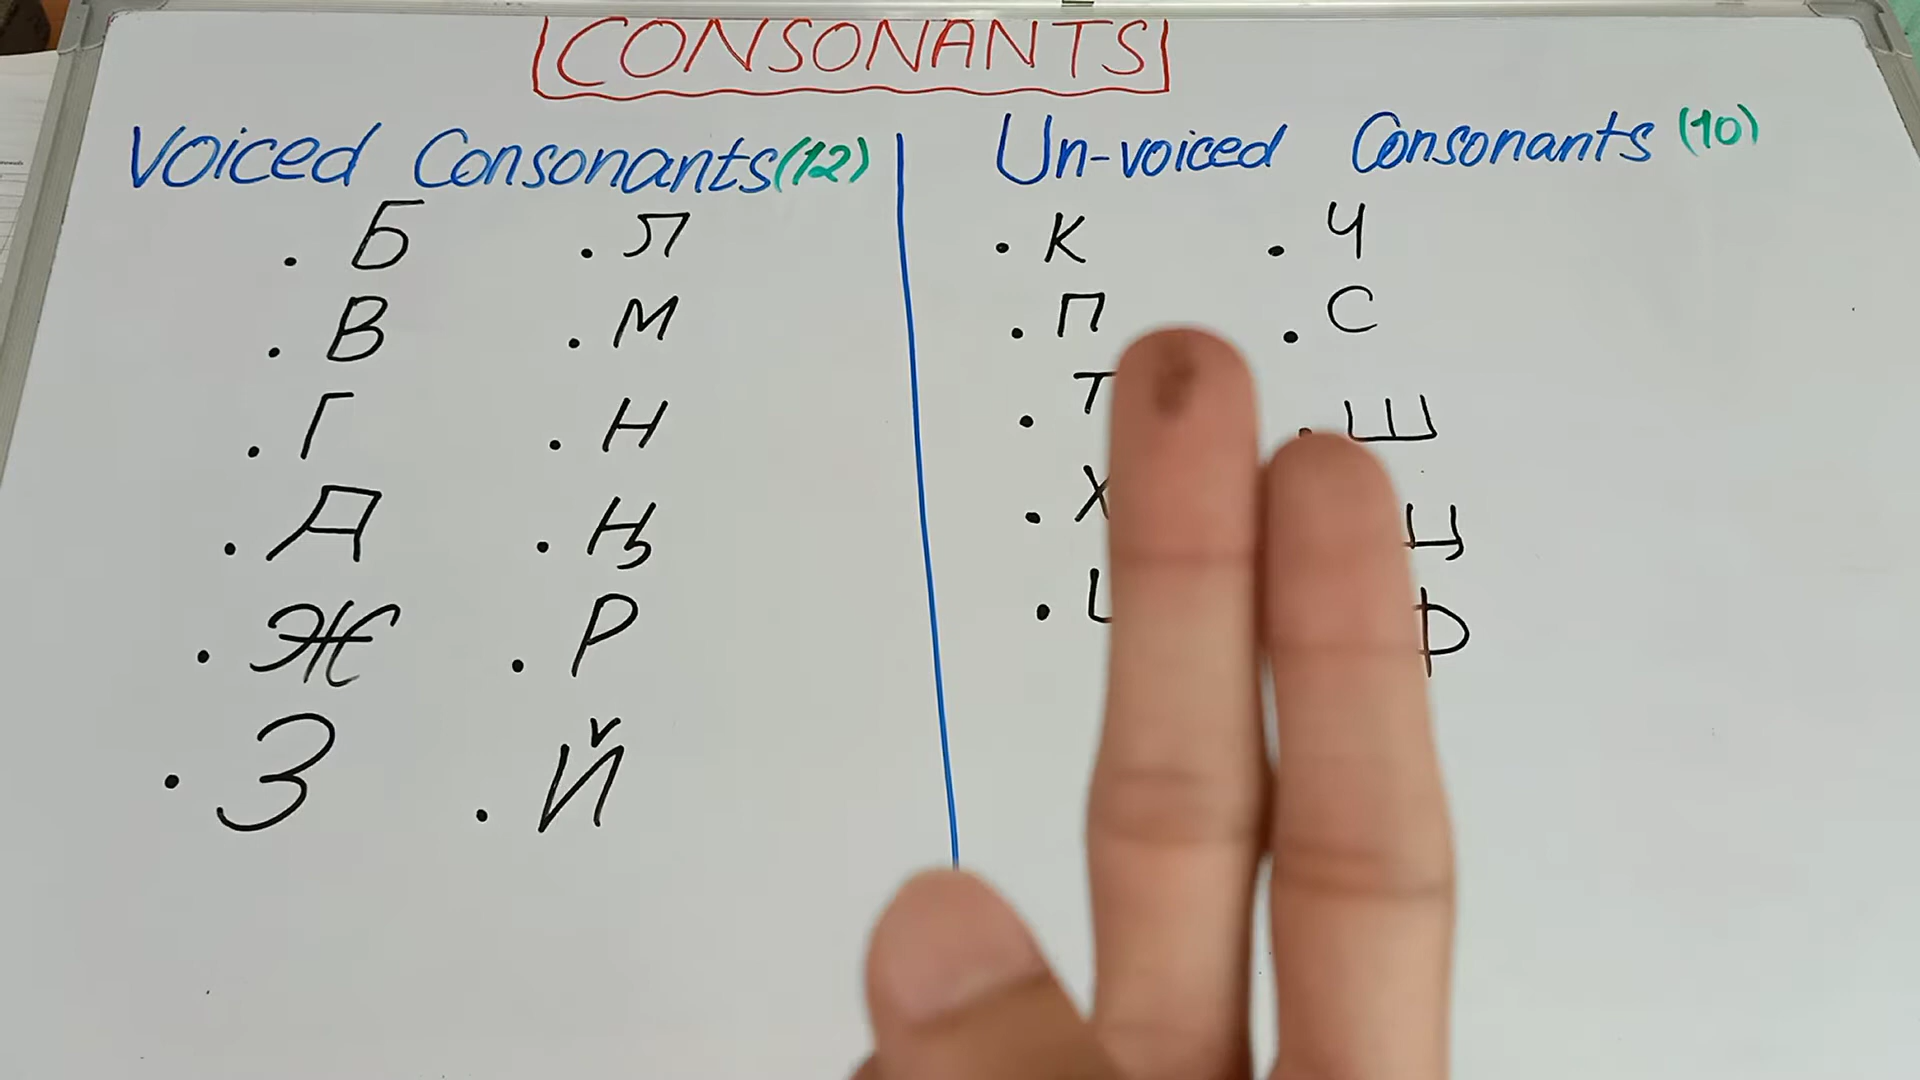 CONSONANTS
Voiced Consonants (12)
Б Л
В М
Г Н
Д Ң
Ж Р
З Й
Un-voiced Consonants (10)
К Ч
П С
Т Ш
Х Ц